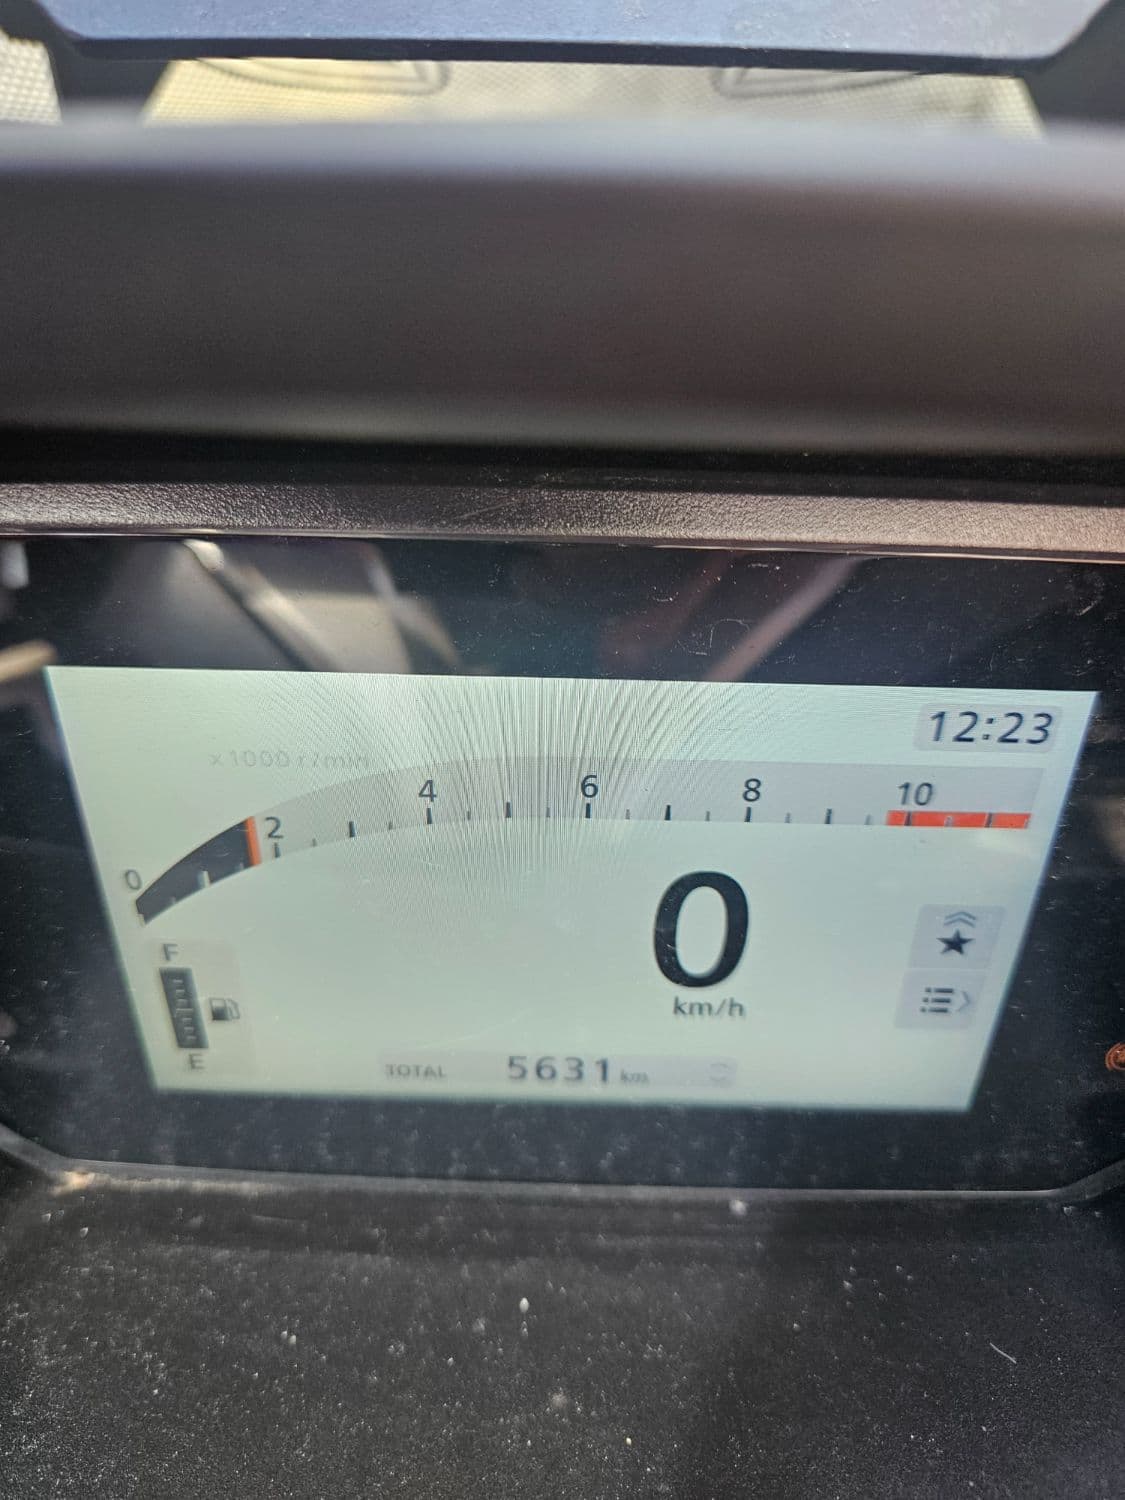 12:23
x1000 r/min
0 2 4 6 8 10
0
km/h
F
E
TOTAL 5631 km